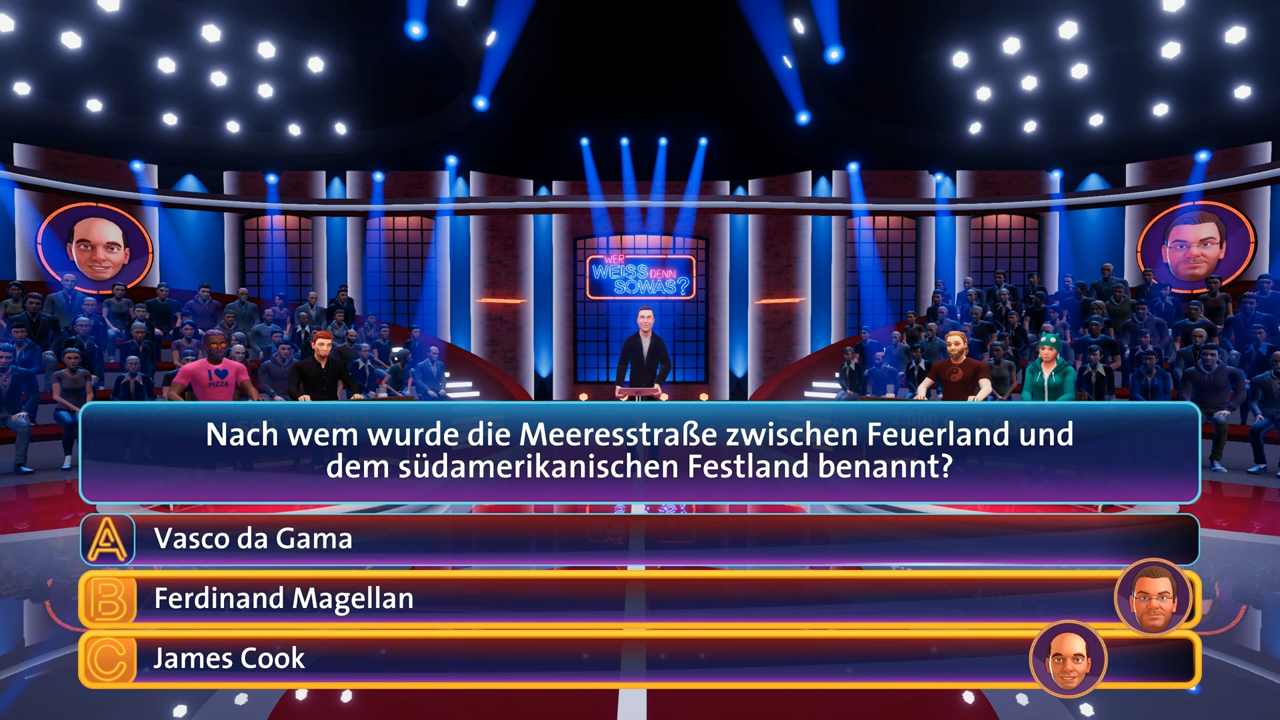 WER
WEISS DENN
SOWAS?
I ♥
PIZZA
Nach wem wurde die Meeresstraße zwischen Feuerland und
dem südamerikanischen Festland benannt?
A Vasco da Gama
B Ferdinand Magellan
C James Cook